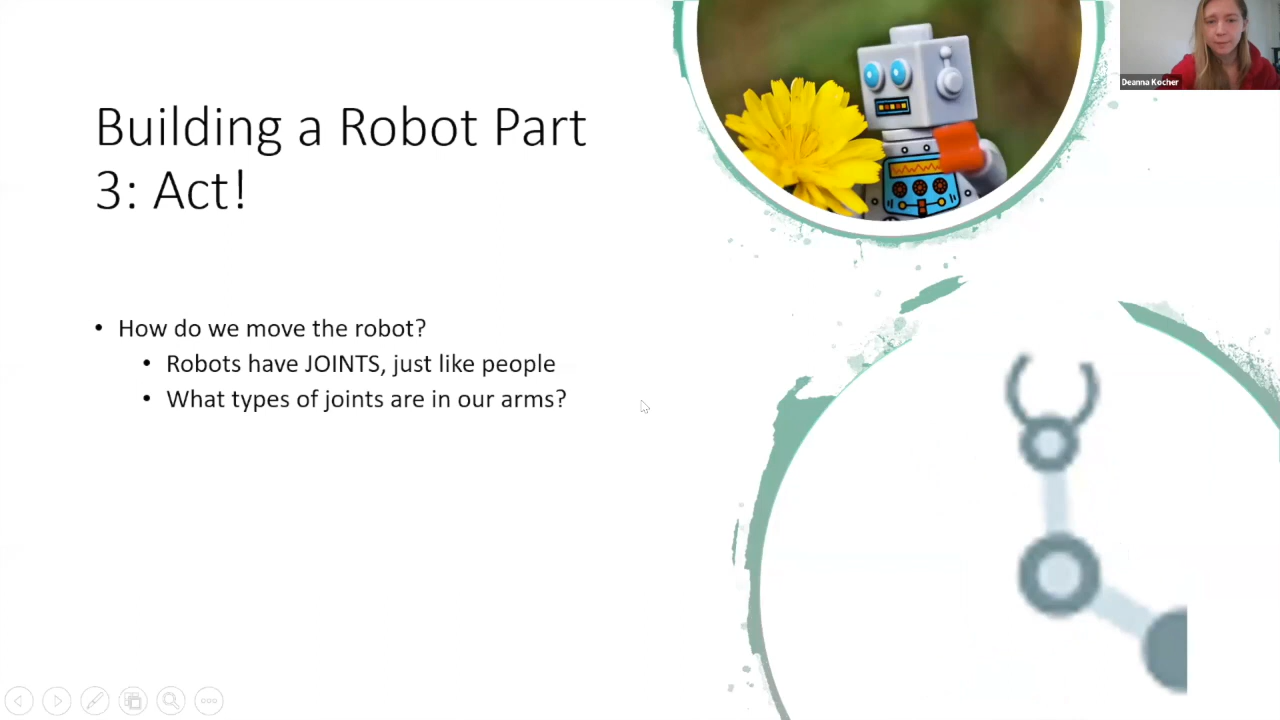 Building a Robot Part
3: Act!
• How do we move the robot?
• Robots have JOINTS, just like people
• What types of joints are in our arms?
Deanna Kocher